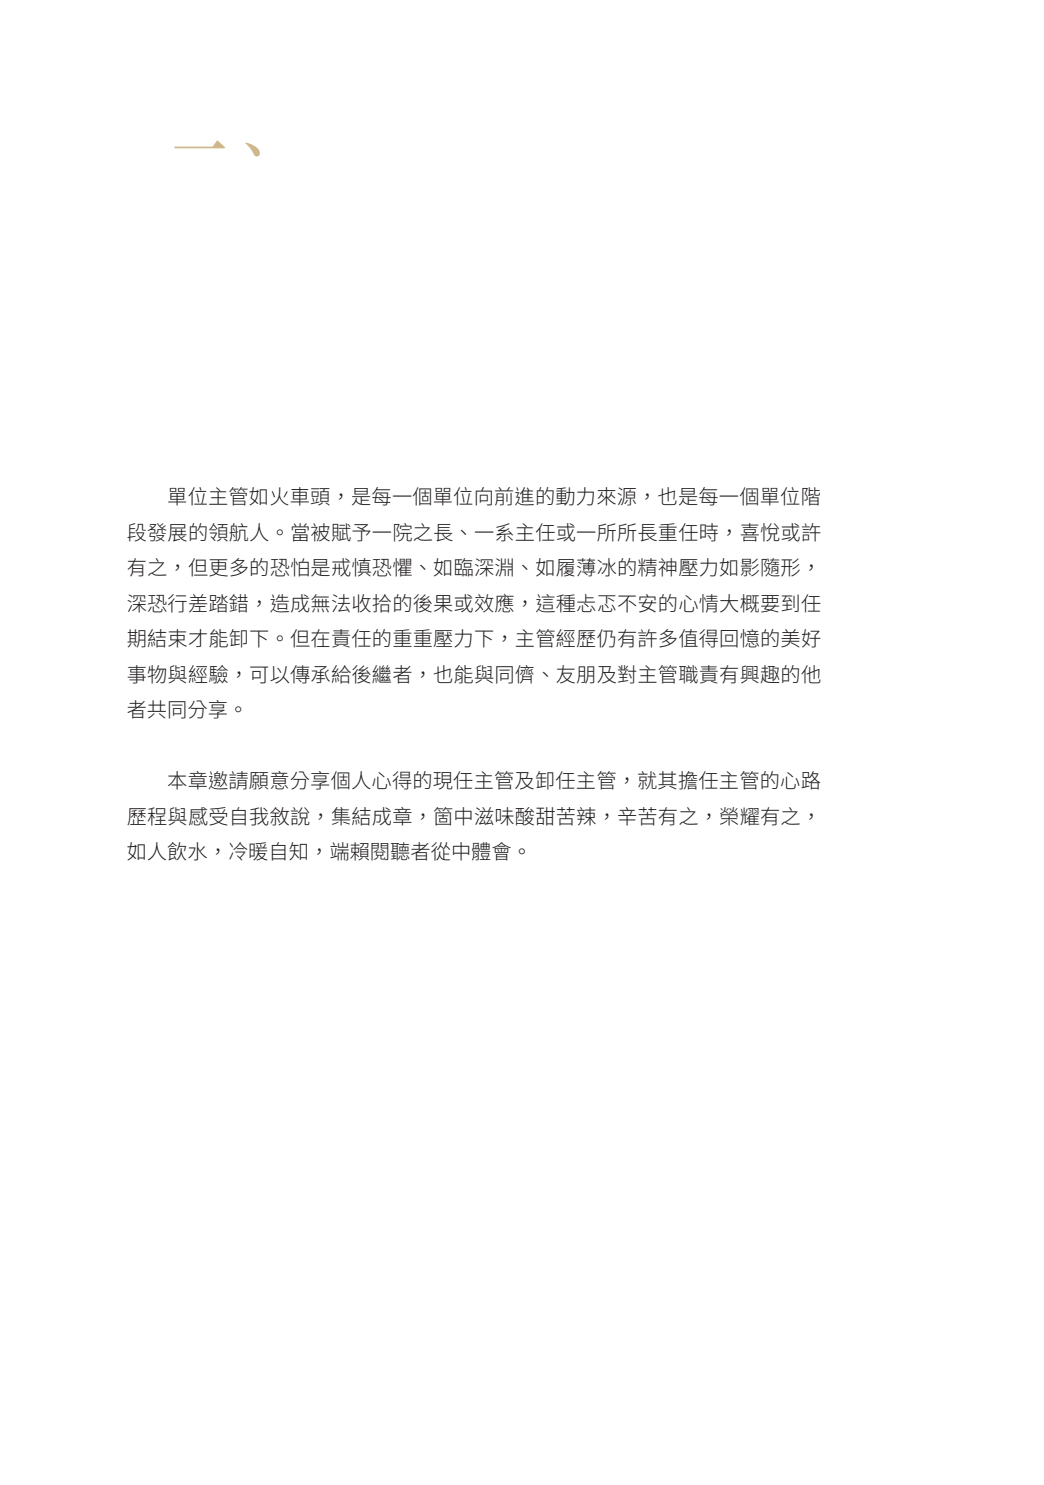 一、
單位主管如火車頭，是每一個單位向前進的動力來源，也是每一個單位階
段發展的領航人。當被賦予一院之長、一系主任或一所所長重任時，喜悅或許
有之，但更多的恐怕是戒慎恐懼、如臨深淵、如履薄冰的精神壓力如影隨形，
深恐行差踏錯，造成無法收拾的後果或效應，這種忐忑不安的心情大概要到任
期結束才能卸下。但在責任的重重壓力下，主管經歷仍有許多值得回憶的美好
事物與經驗，可以傳承給後繼者，也能與同儕、友朋及對主管職責有興趣的他
者共同分享。
本章邀請願意分享個人心得的現任主管及卸任主管，就其擔任主管的心路
歷程與感受自我敘說，集結成章，箇中滋味酸甜苦辣，辛苦有之，榮耀有之，
如人飲水，冷暖自知，端賴閱聽者從中體會。